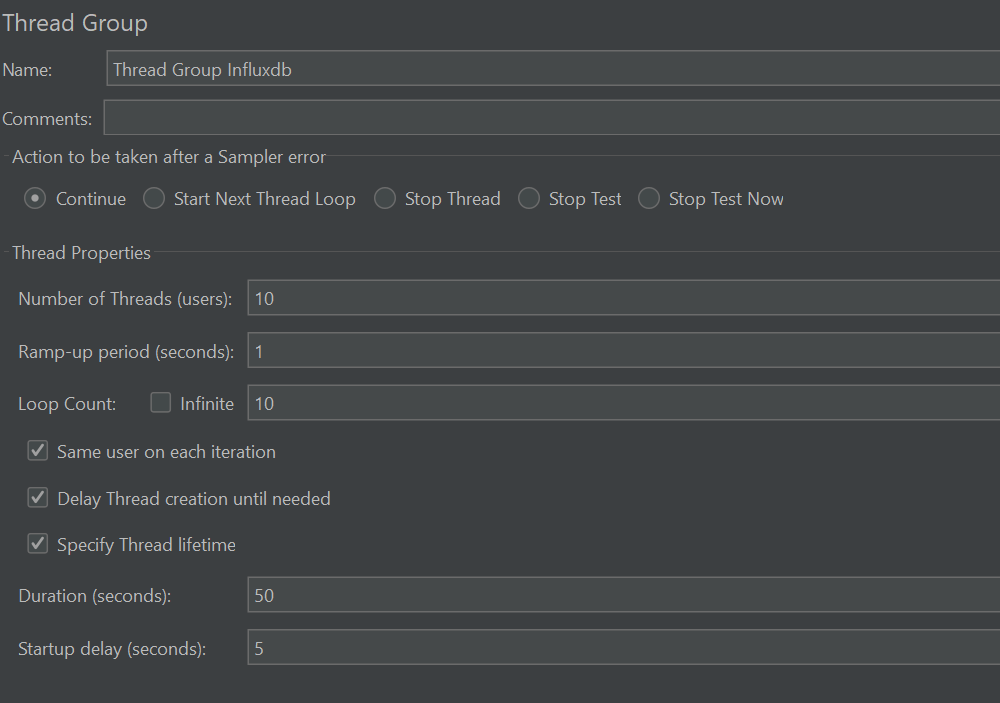 Thread Group
Name: Thread Group Influxdb
Comments:
Action to be taken after a Sampler error
Continue Start Next Thread Loop Stop Thread Stop Test Stop Test Now
Thread Properties
Number of Threads (users): 10
Ramp-up period (seconds): 1
Loop Count: Infinite 10
Same user on each iteration
Delay Thread creation until needed
Specify Thread lifetime
Duration (seconds): 50
Startup delay (seconds): 5